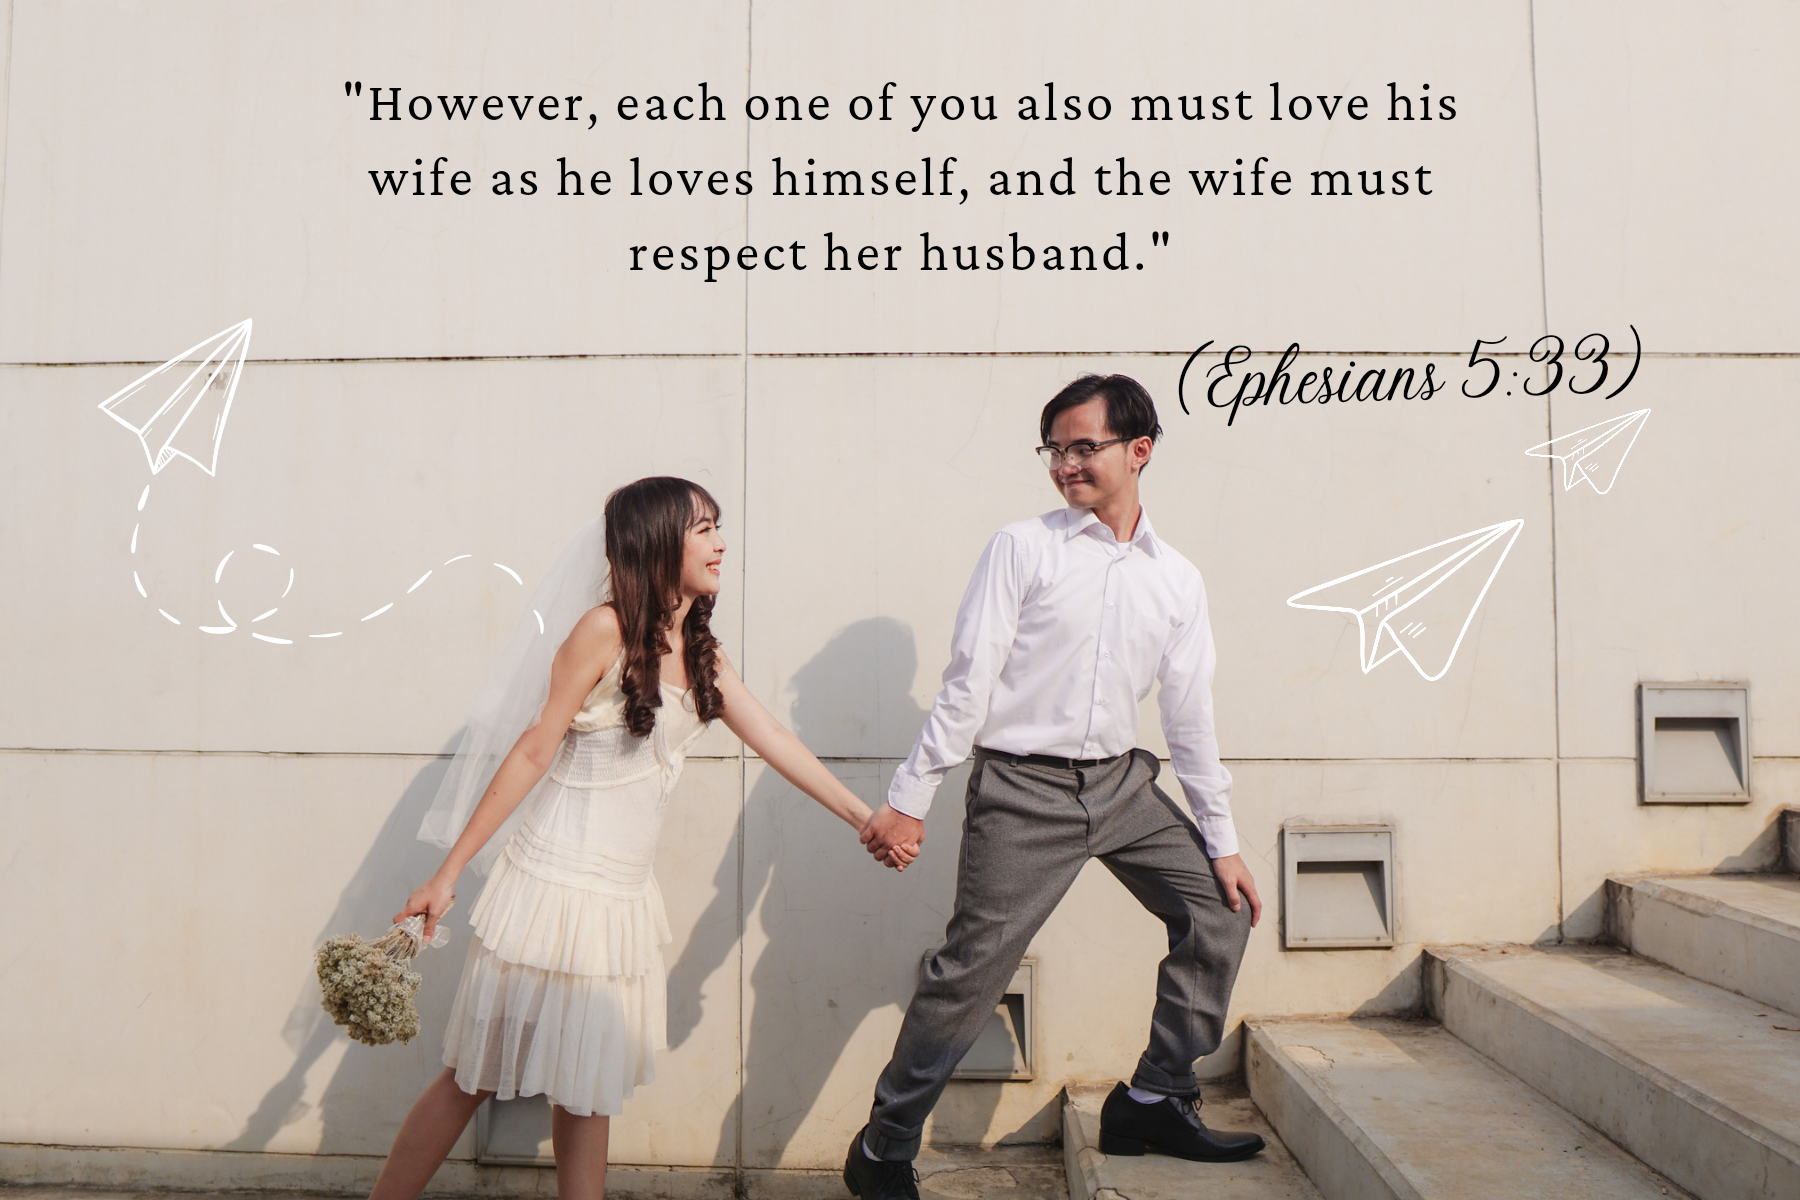 "However, each one of you also must love his
wife as he loves himself, and the wife must
respect her husband."
(Ephesians 5:33)